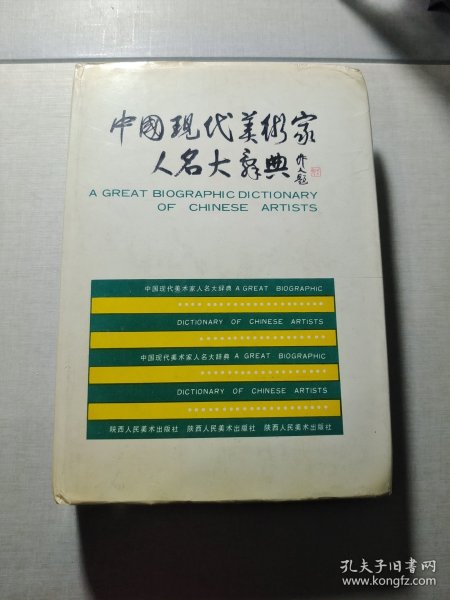 中國現代美術家
人名大辭典
作人題
A GREAT BIOGRAPHIC DICTIONARY
OF CHINESE ARTISTS
中国现代美术家人名大辞典 A GREAT BIOGRAPHIC
DICTIONARY OF CHINESE ARTISTS
中国现代美术家人名大辞典 A GREAT BIOGRAPHIC
DICTIONARY OF CHINESE ARTISTS
陕西人民美术出版社 陕西人民美术出版社 陕西人民美术出版社
孔夫子旧书网
www.kongfz.com